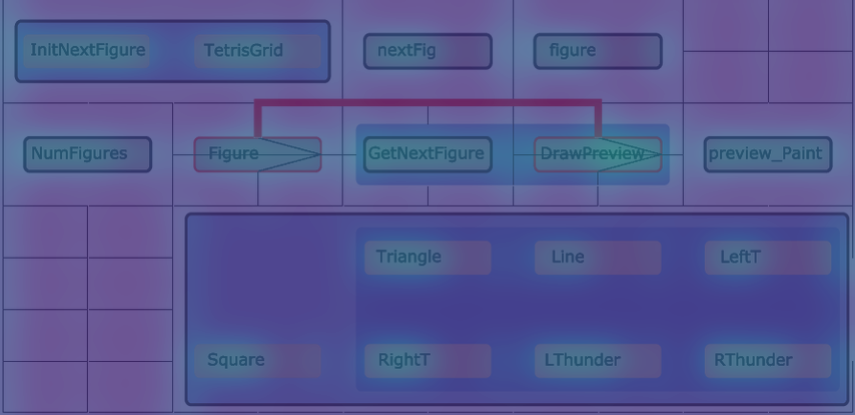 InitNextFigure TetrisGrid nextFig figure
NumFigures Figure GetNextFigure DrawPreview preview_Paint
Triangle Line LeftT
Square RightT LThunder RThunder